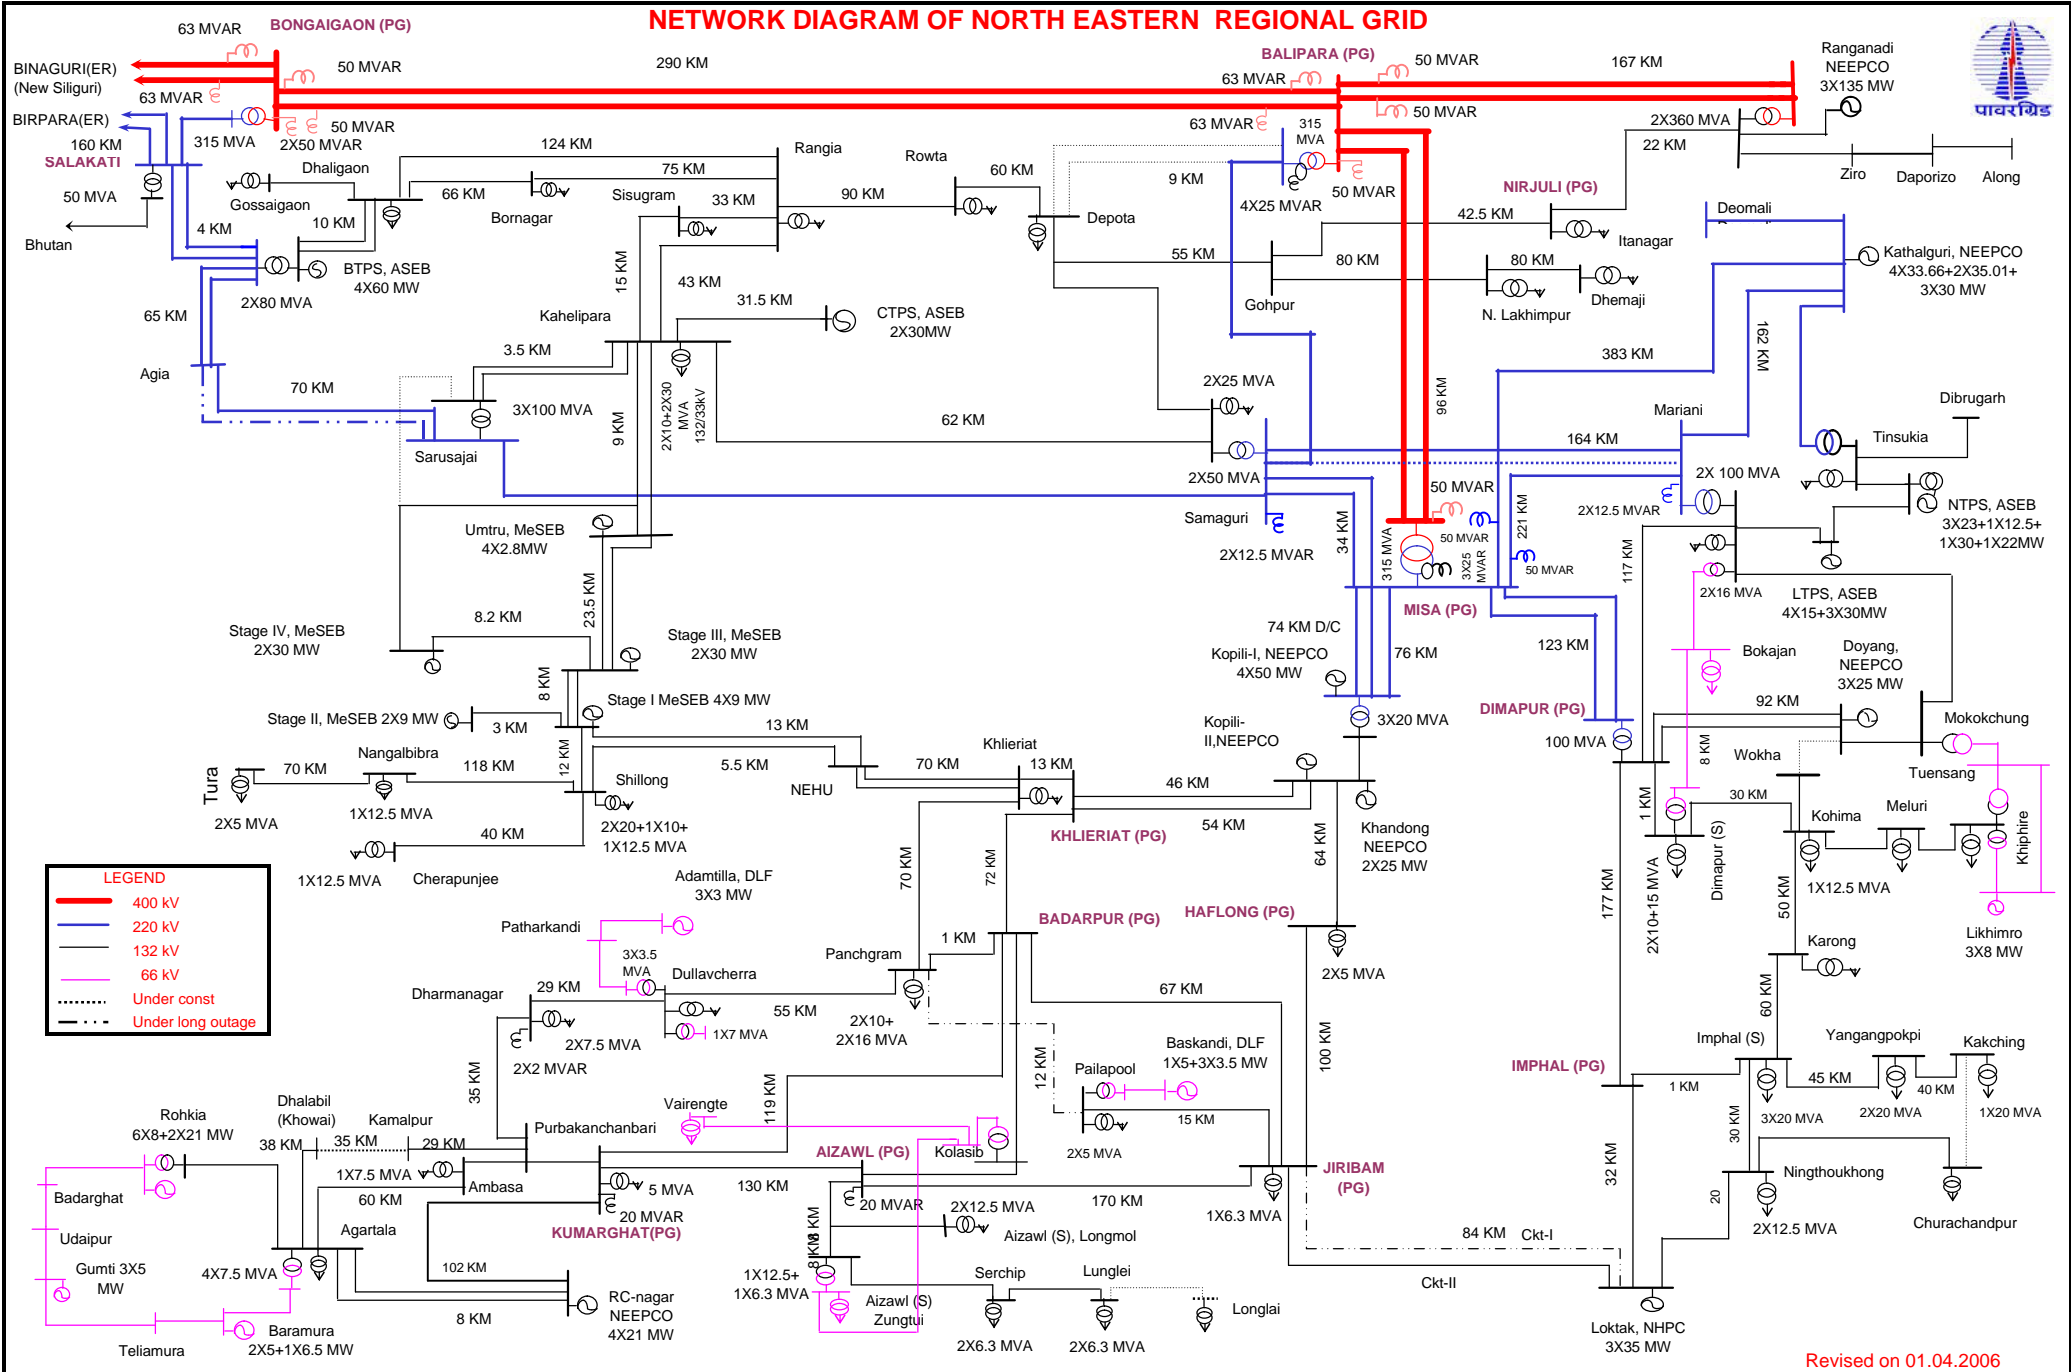 NETWORK DIAGRAM OF NORTH EASTERN REGIONAL GRID
63 MVAR
BONGAIGAON (PG)
BINAGURI(ER)
(New Siliguri)
50 MVAR
290 KM
63 MVAR
BALIPARA (PG)
50 MVAR
167 KM
Ranganadi
NEEPCO
3X135 MW
पावरग्रिड
63 MVAR
BIRPARA(ER)
160 KM
SALAKATI
315 MVA
50 MVAR
2X50 MVAR
63 MVAR
315
MVA
50 MVAR
2X360 MVA
22 KM
Ziro
Daporizo
Along
50 MVA
Bhutan
Dhaligaon
Gossaigaon
124 KM
75 KM
66 KM
Bornagar
Sisugram
33 KM
Rangia
Rowta
90 KM
60 KM
Depota
9 KM
50 MVAR
4X25 MVAR
NIRJULI (PG)
42.5 KM
Itanagar
Deomali
Kathalguri, NEEPCO
4X33.66+2X35.01+
3X30 MW
4 KM
10 KM
BTPS, ASEB
4X60 MW
2X80 MVA
65 KM
Agia
70 KM
15 KM
43 KM
31.5 KM
CTPS, ASEB
2X30MW
Kahelipara
3.5 KM
55 KM
80 KM
Gohpur
80 KM
N. Lakhimpur
Dhemaji
162 KM
383 KM
3X100 MVA
Sarusajai
9 KM
2X10+2X30
MVA
132/33kV
62 KM
2X25 MVA
96 KM
Mariani
Dibrugarh
Tinsukia
164 KM
2X50 MVA
Samaguri
2X12.5 MVAR
34 KM
50 MVAR
50 MVAR
315 MVA
3X25
MVAR
221 KM
50 MVAR
2X 100 MVA
2X12.5 MVAR
NTPS, ASEB
3X23+1X12.5+
1X30+1X22MW
MISA (PG)
117 KM
2X16 MVA
LTPS, ASEB
4X15+3X30MW
Umtru, MeSEB
4X2.8MW
23.5 KM
8.2 KM
Stage IV, MeSEB
2X30 MW
Stage III, MeSEB
2X30 MW
8 KM
Stage I MeSEB 4X9 MW
Stage II, MeSEB 2X9 MW
3 KM
12 KM
13 KM
5.5 KM
NEHU
Nangalbibra
Tura
70 KM
118 KM
2X5 MVA
1X12.5 MVA
Shillong
2X20+1X10+
1X12.5 MVA
40 KM
1X12.5 MVA
Cherapunjee
70 KM
Khlieriat
13 KM
KHLIERIAT (PG)
46 KM
54 KM
74 KM D/C
Kopili-I, NEEPCO
4X50 MW
76 KM
3X20 MVA
Kopili-
II,NEEPCO
Khandong
NEEPCO
2X25 MW
64 KM
123 KM
DIMAPUR (PG)
100 MVA
Bokajan
8 KM
Doyang,
NEEPCO
3X25 MW
92 KM
Wokha
Mokokchung
Tuensang
1 KM
30 KM
Dimapur (S)
2X10+15 MVA
Kohima
Meluri
1X12.5 MVA
Khiphire
Likhimro
3X8 MW
177 KM
50 KM
Karong
60 KM
LEGEND
400 kV
220 kV
132 kV
66 kV
Under const
Under long outage
Adamtilla, DLF
3X3 MW
Patharkandi
3X3.5
MVA
Dullavcherra
Dharmanagar
29 KM
2X7.5 MVA
2X2 MVAR
1X7 MVA
55 KM
35 KM
70 KM
72 KM
BADARPUR (PG)
1 KM
Panchgram
2X10+
2X16 MVA
HAFLONG (PG)
2X5 MVA
67 KM
100 KM
12 KM
Pailapool
Baskandi, DLF
1X5+3X3.5 MW
15 KM
2X5 MVA
IMPHAL (PG)
Imphal (S)
1 KM
3X20 MVA
Yangangpokpi
45 KM
2X20 MVA
Kakching
40 KM
1X20 MVA
30 KM
Ningthoukhong
2X12.5 MVA
20
Churachandpur
32 KM
Rohkia
6X8+2X21 MW
Dhalabil
(Khowai)
38 KM
35 KM
Kamalpur
29 KM
1X7.5 MVA
60 KM
Ambasa
Purbakanchanbari
119 KM
Vairengte
Kolasib
AIZAWL (PG)
5 MVA
20 MVAR
KUMARGHAT(PG)
130 KM
20 MVAR
170 KM
JIRIBAM
(PG)
1X6.3 MVA
84 KM
Ckt-I
Ckt-II
Loktak, NHPC
3X35 MW
Badarghat
Udaipur
Gumti 3X5
MW
Teliamura
Baramura
2X5+1X6.5 MW
Agartala
4X7.5 MVA
102 KM
8 KM
RC-nagar
NEEPCO
4X21 MW
8 KM
8 KM
2X12.5 MVA
Aizawl (S), Longmol
1X12.5+
1X6.3 MVA
Aizawl (S)
Zungtui
Serchip
2X6.3 MVA
Lunglei
2X6.3 MVA
Longlai
Revised on 01.04.2006